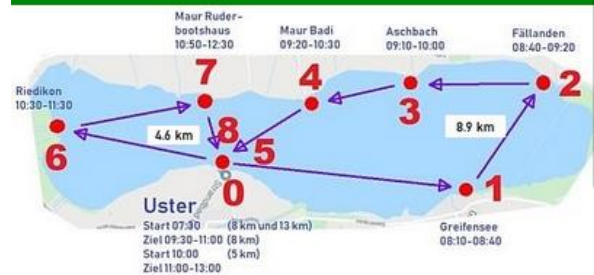 Maur Ruder-
bootshaus
10:50-12:30
Maur Badi
09:20-10:30
Aschbach
09:10-10:00
Fällanden
08:40-09:20
Riedikon
10:30-11:30
7
4
3
2
6
4.6 km
8
5
8.9 km
0
1
Uster
Start 07:30 (8 km und 13 km)
Ziel 09:30-11:00 (8 km)
Start 10:00 (5 km)
Ziel 11:00-13:00
Greifensee
08:10-08:40